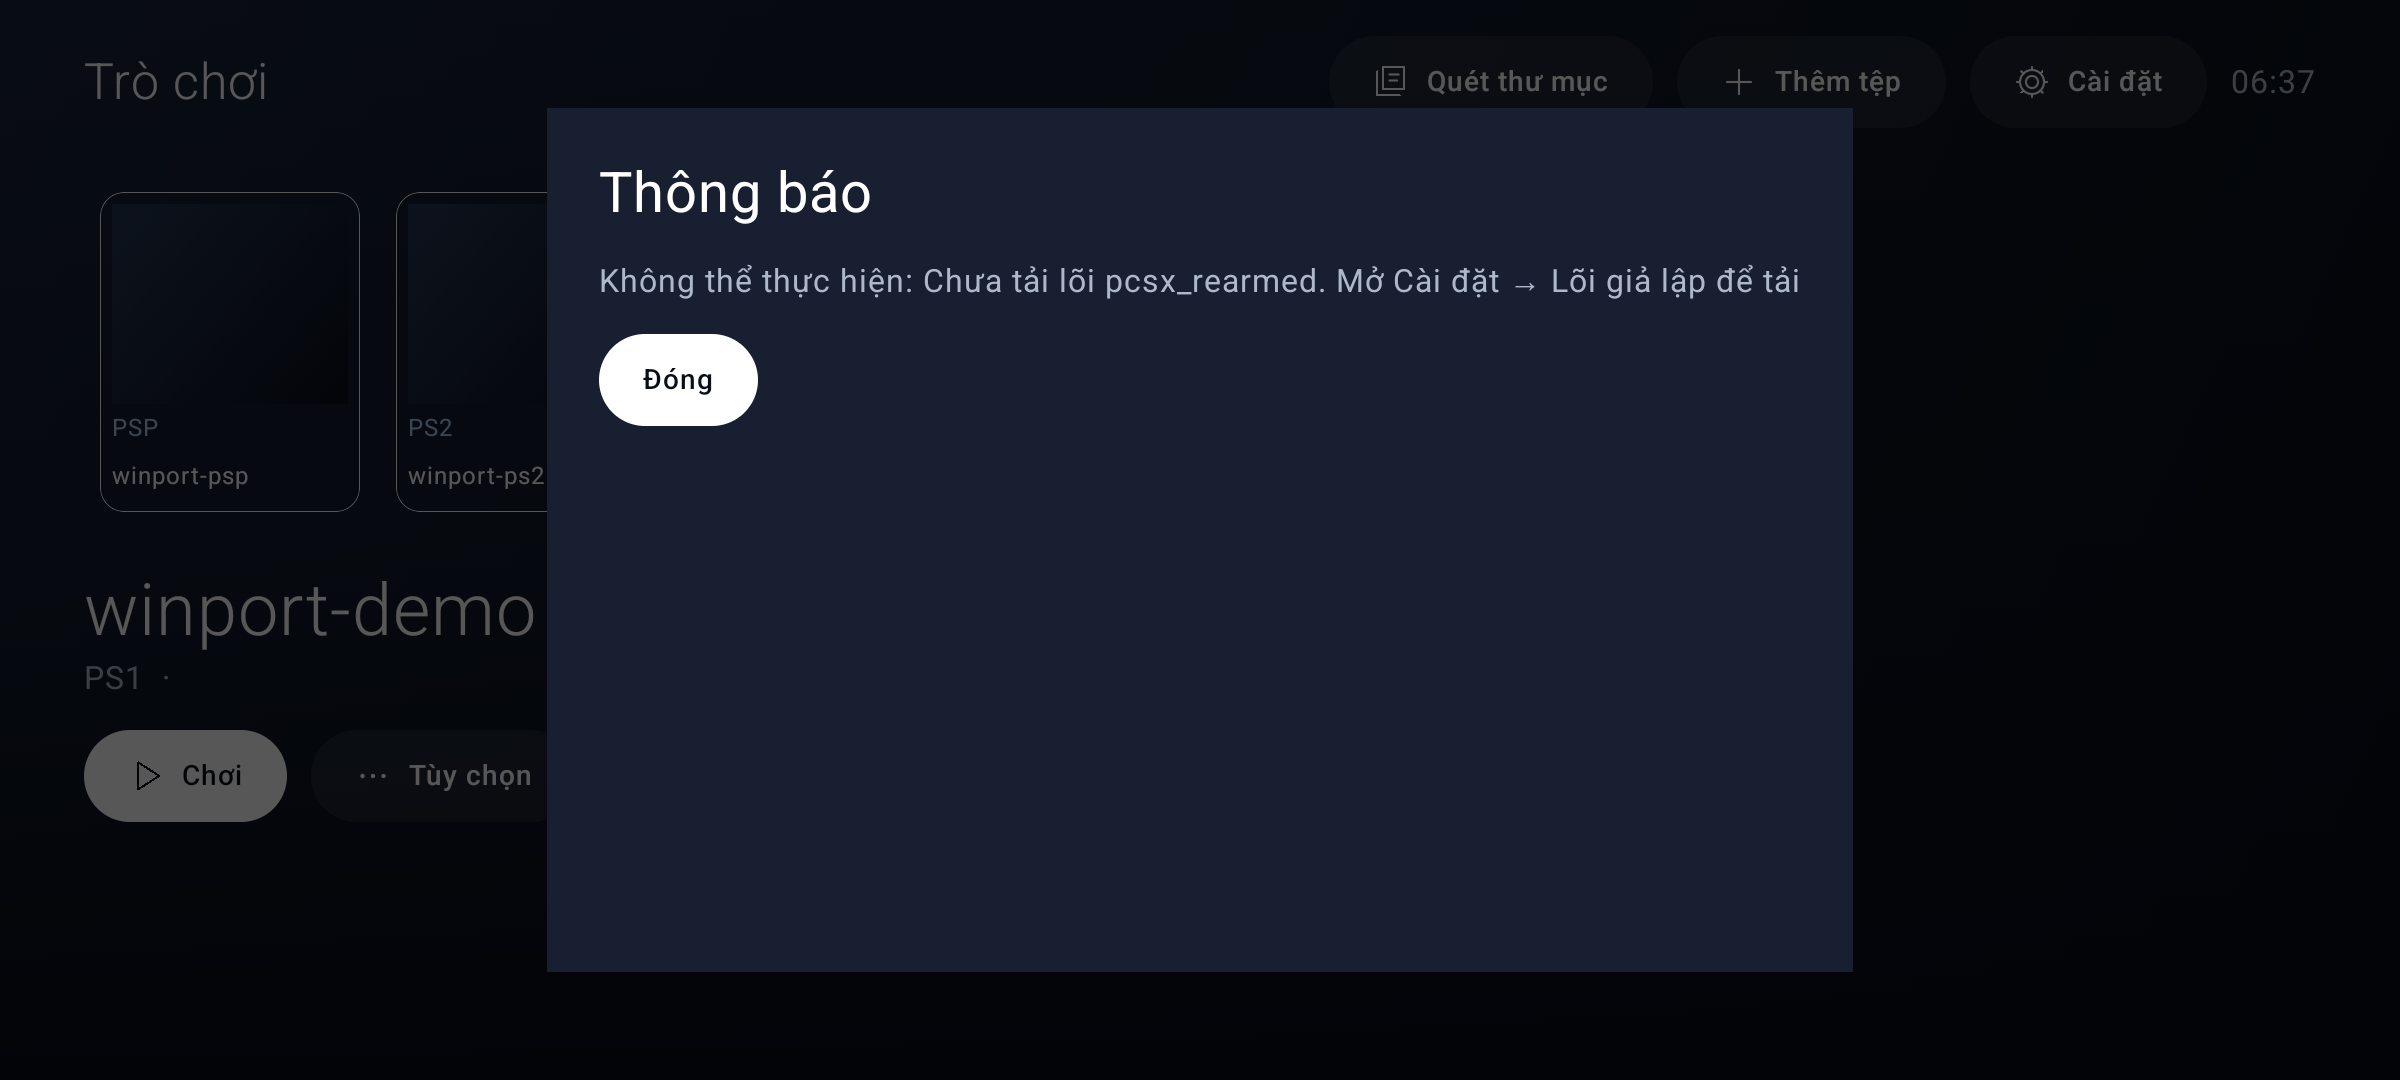 Trò chơi
Quét thư mục
Thêm tệp
Cài đặt
06:37
Thông báo
Không thể thực hiện: Chưa tải lõi pcsx_rearmed. Mở Cài đặt → Lõi giả lập để tải
Đóng
PSP
winport-psp
PS2
winport-ps2
winport-demo
PS1 ·
Chơi
Tùy chọn